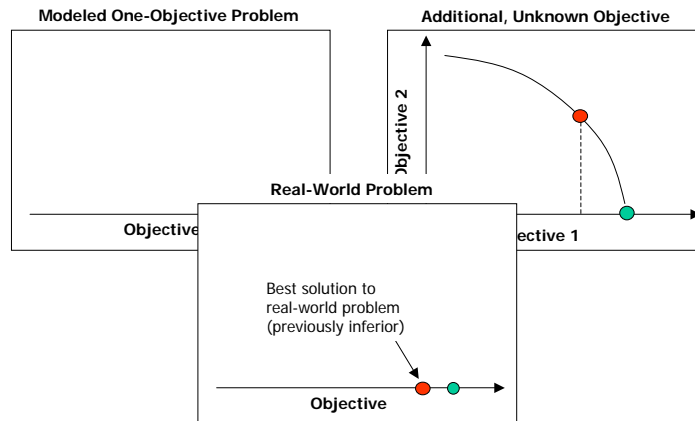 Modeled One-Objective Problem
Additional, Unknown Objective
Objective 2
Real-World Problem
Objective
ective 1
Best solution to
real-world problem
(previously inferior)
Objective